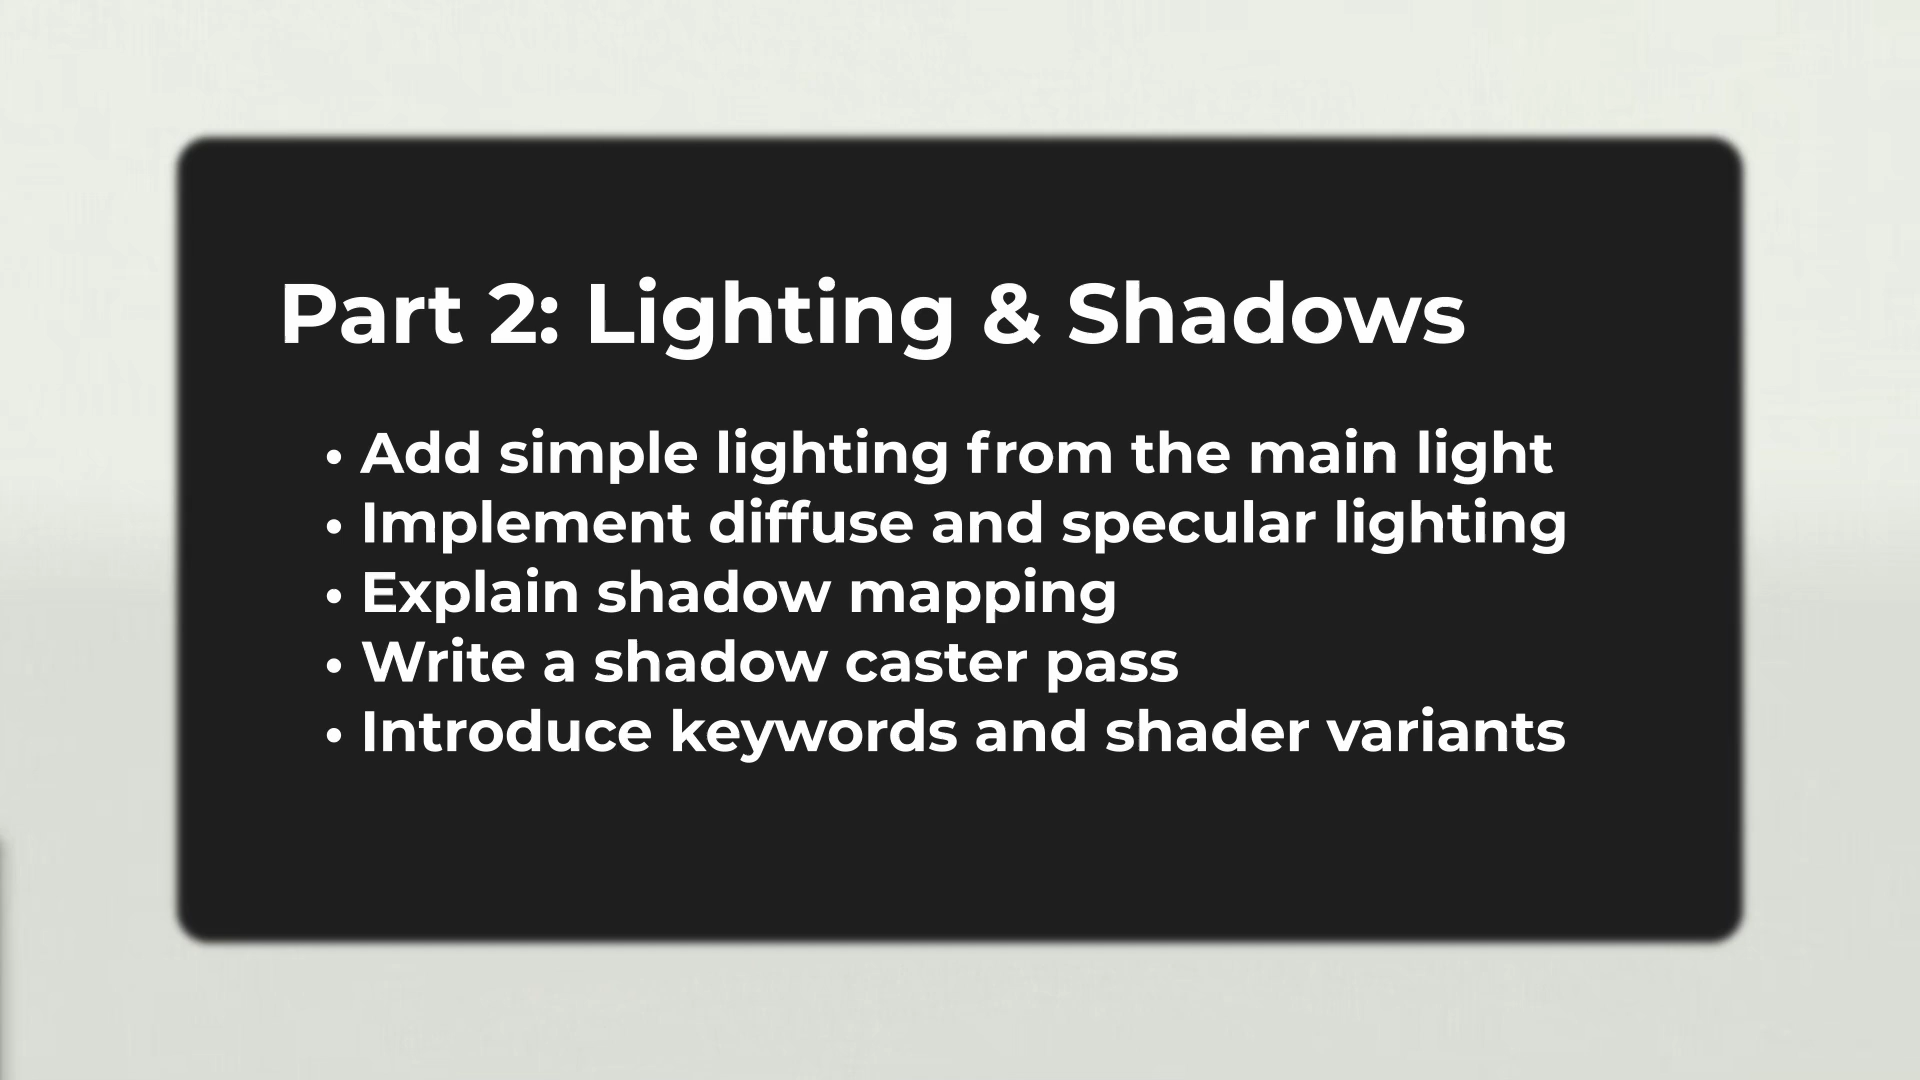 Part 2: Lighting & Shadows
• Add simple lighting from the main light
• Implement diffuse and specular lighting
• Explain shadow mapping
• Write a shadow caster pass
• Introduce keywords and shader variants